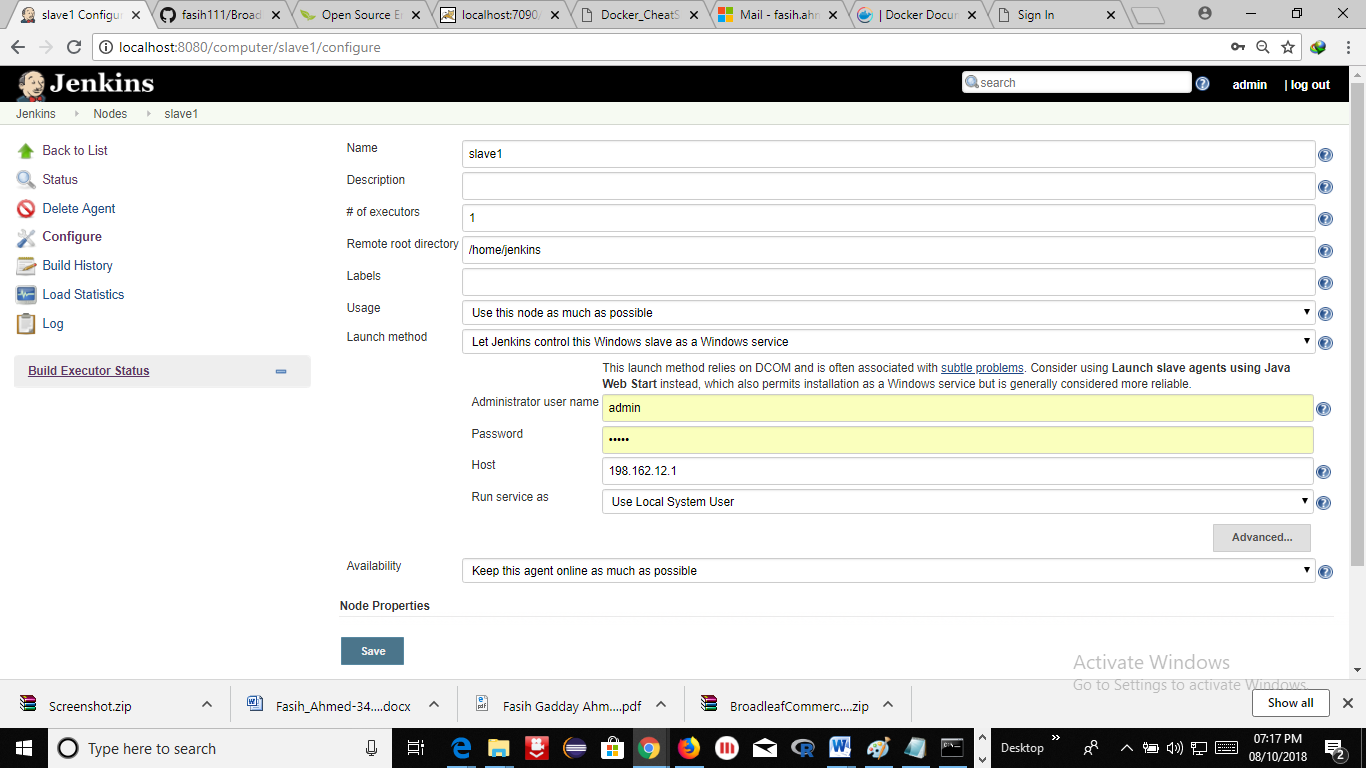 slave1 Configu
fasih111/Broad
Open Source E
localhost:7090/
Docker_CheatS
Mail - fasih.ahm
| Docker Docu
Sign In
localhost:8080/computer/slave1/configure
Jenkins
search
admin
| log out
Jenkins
Nodes
slave1
Back to List
Status
Delete Agent
Configure
Build History
Load Statistics
Log
Build Executor Status
Name
slave1
Description
# of executors
1
Remote root directory
/home/jenkins
Labels
Usage
Use this node as much as possible
Launch method
Let Jenkins control this Windows slave as a Windows service
This launch method relies on DCOM and is often associated with subtle problems. Consider using Launch slave agents using Java
Web Start instead, which also permits installation as a Windows service but is generally considered more reliable.
Administrator user name
admin
Password
•••••
Host
198.162.12.1
Run service as
Use Local System User
Advanced...
Availability
Keep this agent online as much as possible
Node Properties
Save
Activate Windows
Go to Settings to activate Windows.
Screenshot.zip
Fasih_Ahmed-34....docx
Fasih Gadday Ahm....pdf
BroadleafCommerc....zip
Show all
Type here to search
Desktop
07:17 PM
08/10/2018
2